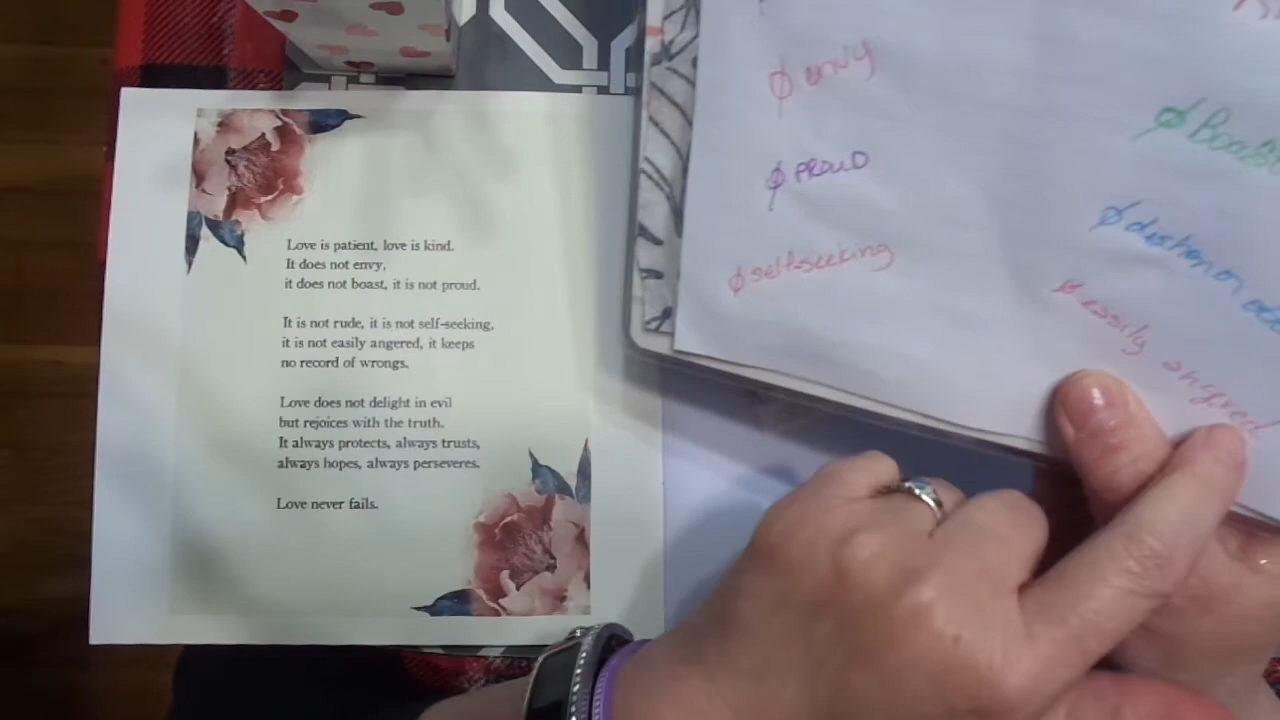 Love is patient, love is kind.
It does not envy,
it does not boast, it is not proud.
It is not rude, it is not self-seeking,
it is not easily angered, it keeps
no record of wrongs.
Love does not delight in evil
but rejoices with the truth.
It always protects, always trusts,
always hopes, always perseveres.
Love never fails.
envy
PROUD
self-seeking
dishonor
easily angered